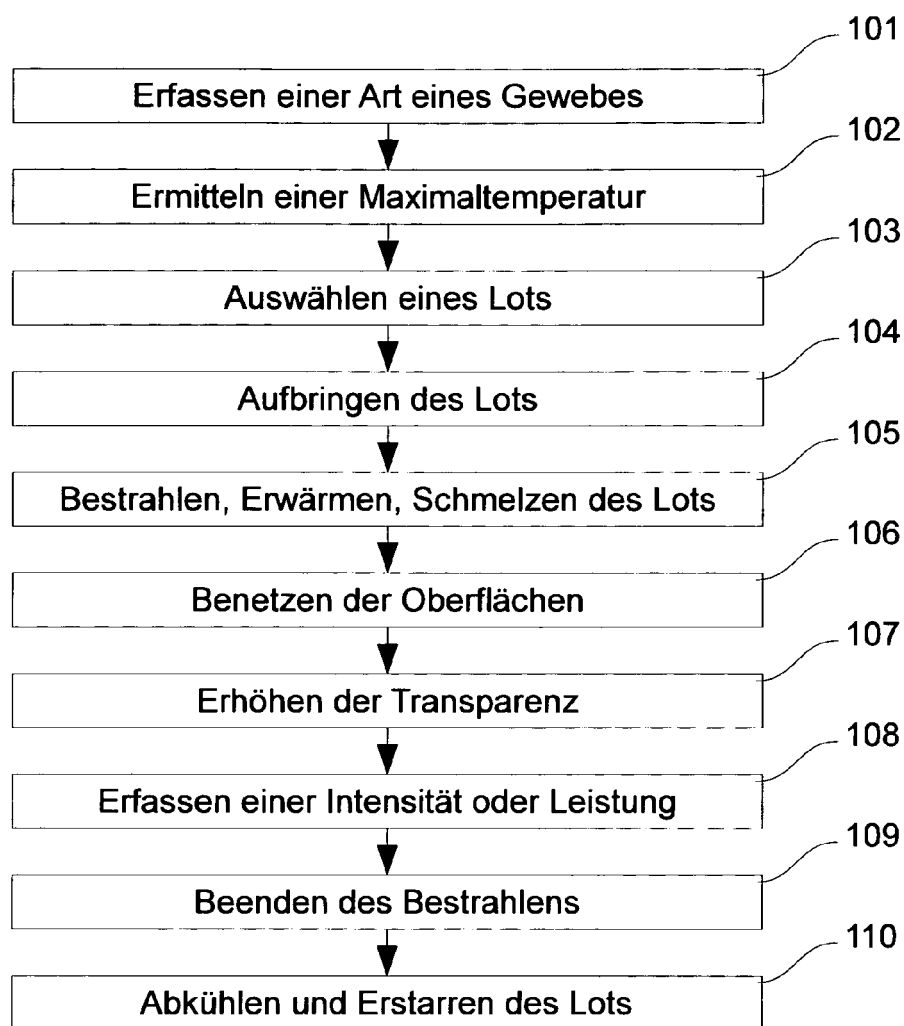 101
Erfassen einer Art eines Gewebes
102
Ermitteln einer Maximaltemperatur
103
Auswählen eines Lots
104
Aufbringen des Lots
105
Bestrahlen, Erwärmen, Schmelzen des Lots
106
Benetzen der Oberflächen
107
Erhöhen der Transparenz
108
Erfassen einer Intensität oder Leistung
109
Beenden des Bestrahlens
110
Abkühlen und Erstarren des Lots